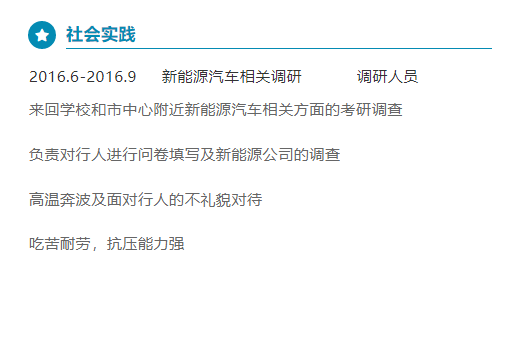 社会实践
2016.6-2016.9 新能源汽车相关调研 调研人员
来回学校和市中心附近新能源汽车相关方面的考研调查
负责对行人进行问卷填写及新能源公司的调查
高温奔波及面对行人的不礼貌对待
吃苦耐劳，抗压能力强